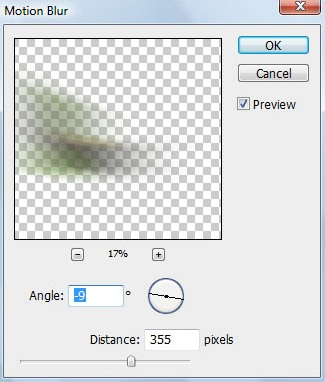 Motion Blur
OK
Cancel
Preview
17%
Angle: -9 °
Distance: 355 pixels